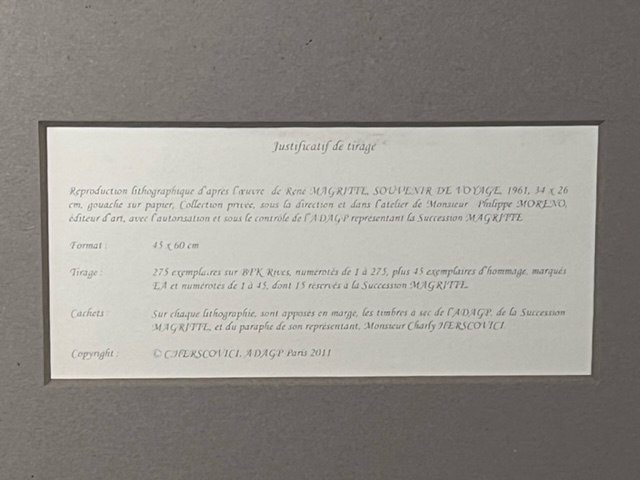 Justificatif de tirage
Reproduction lithographique d'après l'œuvre de René MAGRITTE, SOUVENIR DE VOYAGE, 1961, 34 x 26
cm, gouache sur papier, Collection privée, sous la direction et dans l'atelier de Monsieur Philippe MORENO,
éditeur d'art, avec l'autorisation et sous le contrôle de l'ADAGP représentant la Succession MAGRITTE.
Format : 45 x 60 cm
Tirage : 275 exemplaires sur BFK Rives, numérotés de 1 à 275, plus 45 exemplaires d'hommage, marqués
EA et numérotés de 1 à 45, dont 15 réservés à la Succession MAGRITTE.
Cachets : Sur chaque lithographie, sont apposés en marge, les timbres à sec de l'ADAGP, de la Succession
MAGRITTE, et du paraphe de son représentant, Monsieur Charly HERSCOVICI.
Copyright : © C.HERSCOVICI, ADAGP Paris 2011